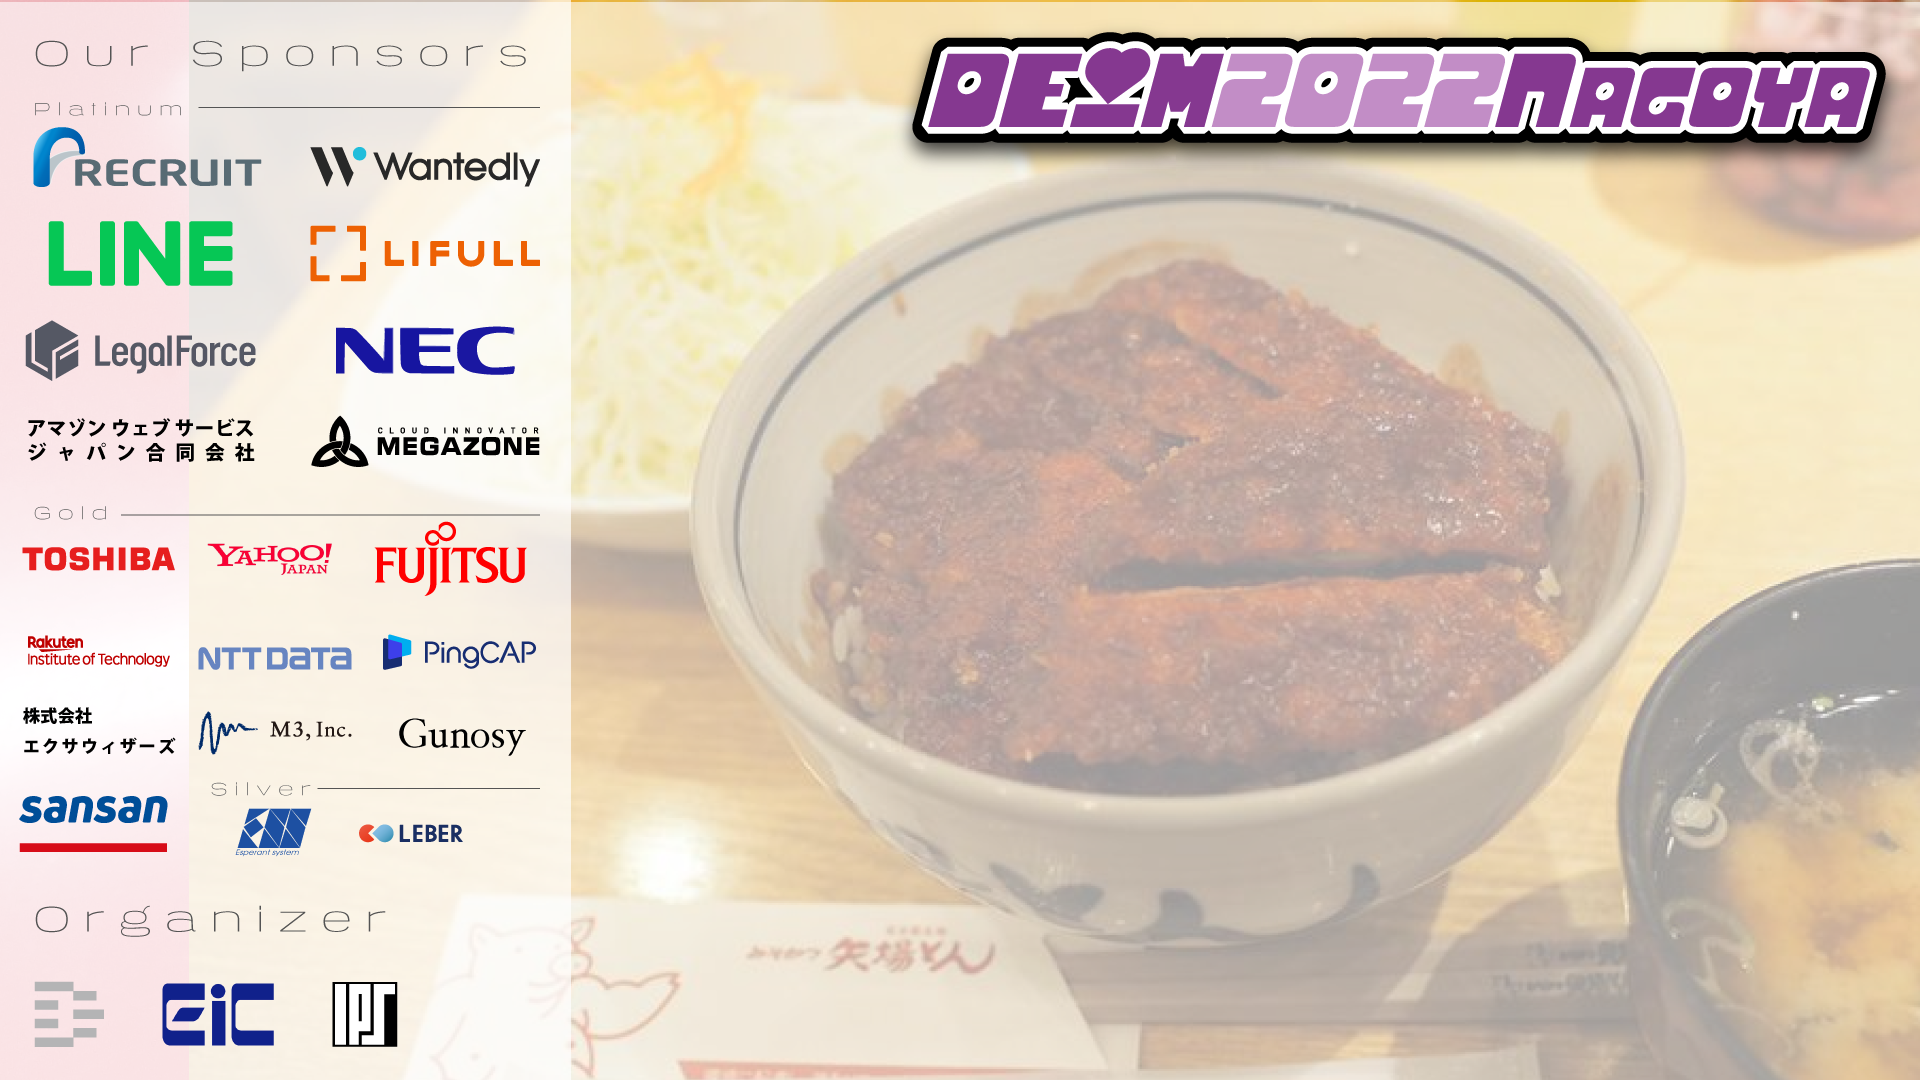 Our Sponsors
Platinum
RECRUIT
Wantedly
LINE
LIFULL
LegalForce
NEC
アマゾン ウェブ サービス
ジャパン合同会社
CLOUD INNOVATOR
MEGAZONE
Gold
TOSHIBA
YAHOO!
JAPAN
FUJITSU
Rakuten
Institute of Technology
NTT DATA
PingCAP
株式会社
エクサウィザーズ
M3, Inc.
Gunosy
sansan
Silver
Esperant system
LEBER
Organizer
EiC
IPSJ
DEIM2022NAGOYA
みそかつ 矢場とん